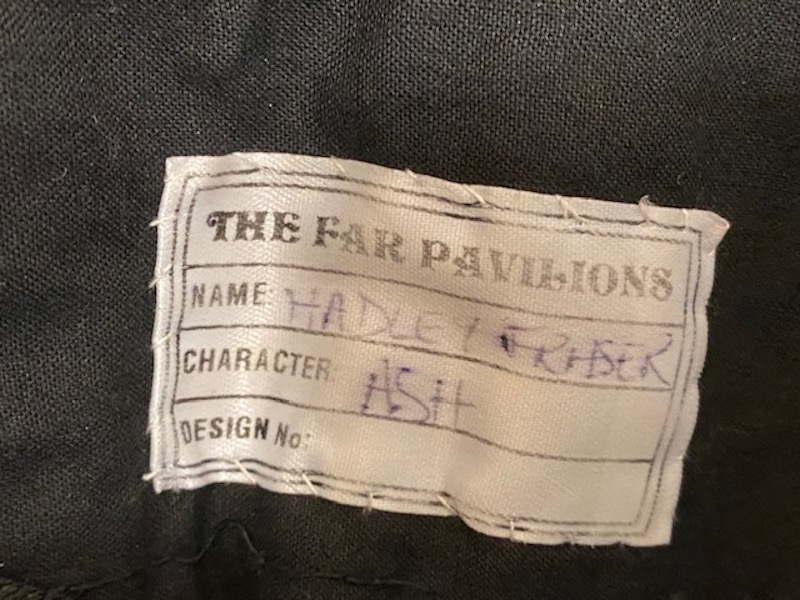 THE FAR PAVILIONS
NAME: HADLEY FRASER
CHARACTER: ASH
DESIGN No: